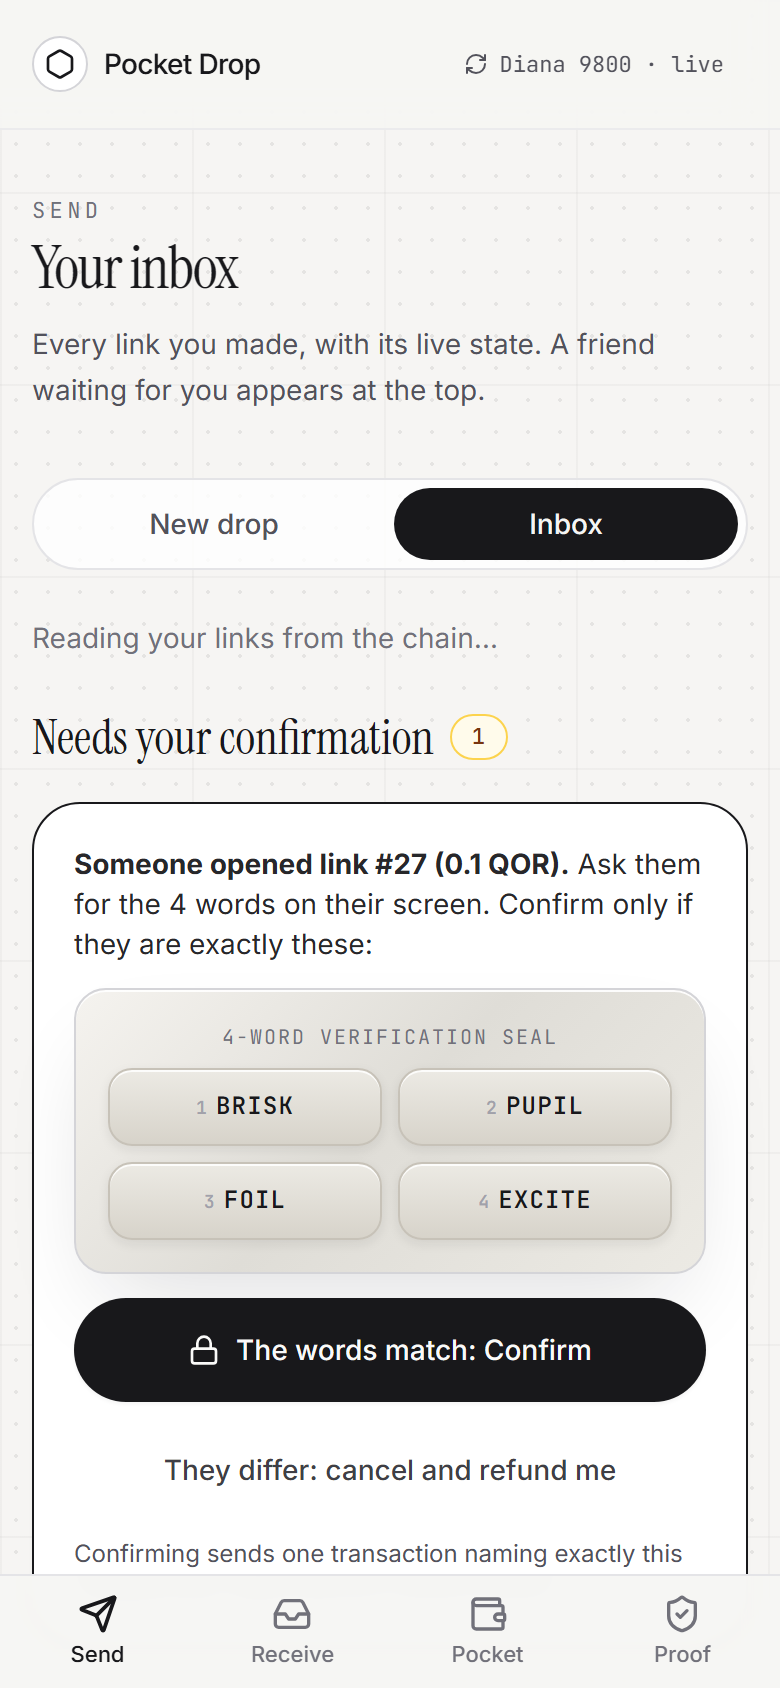 Pocket Drop
Diana 9800 · live
SEND
Your inbox
Every link you made, with its live state. A friend
waiting for you appears at the top.
New drop
Inbox
Reading your links from the chain...
Needs your confirmation 1
Someone opened link #27 (0.1 QOR). Ask them
for the 4 words on their screen. Confirm only if
they are exactly these:
4-WORD VERIFICATION SEAL
1 BRISK
2 PUPIL
3 FOIL
4 EXCITE
The words match: Confirm
They differ: cancel and refund me
Confirming sends one transaction naming exactly this
Send
Receive
Pocket
Proof